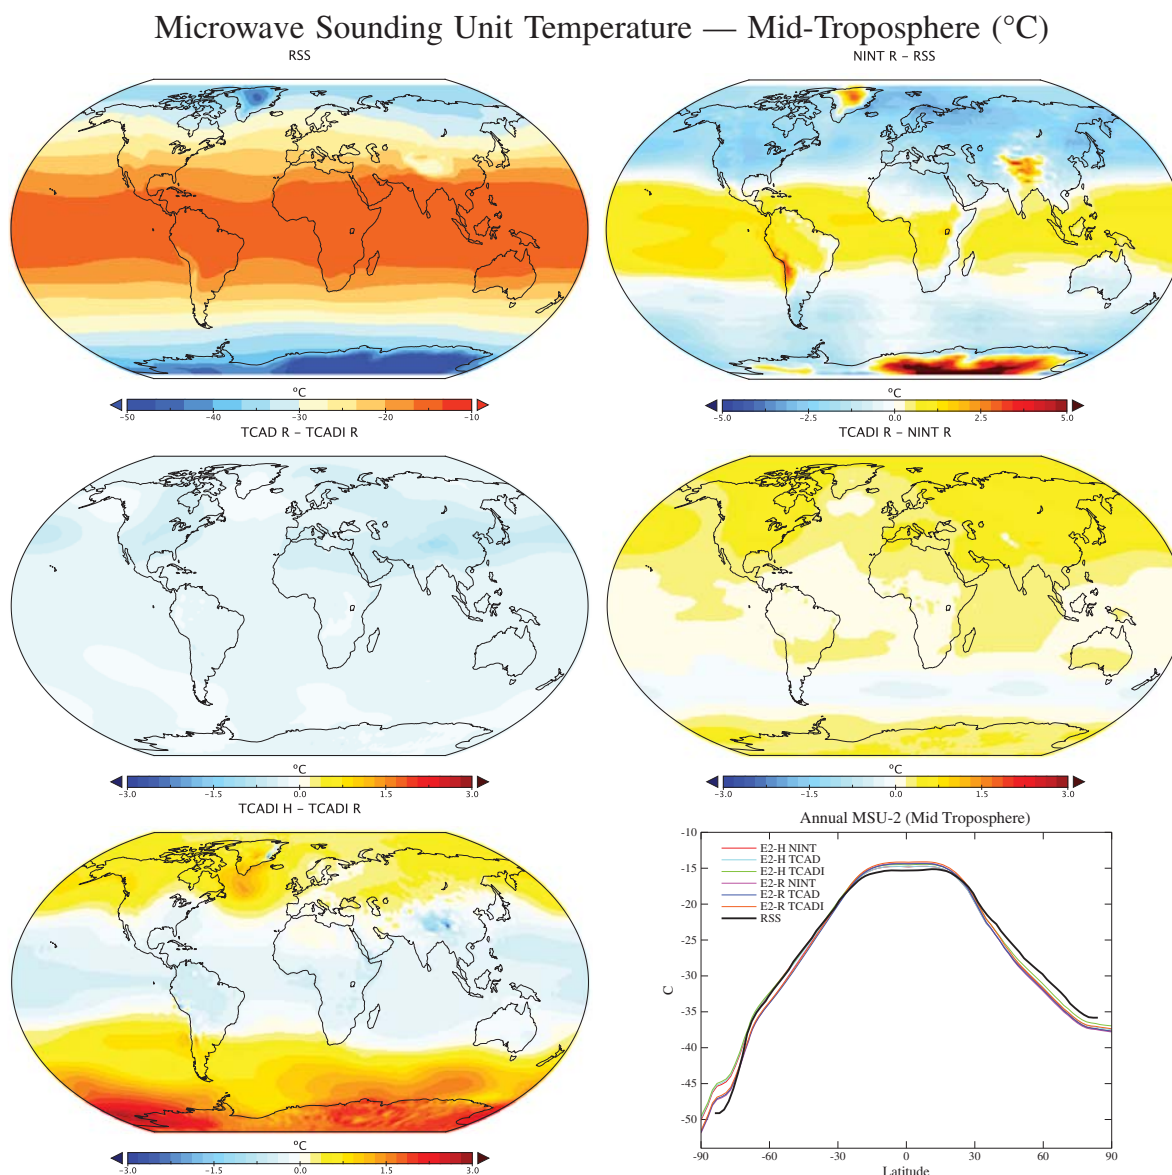 Microwave Sounding Unit Temperature — Mid-Troposphere (°C)
RSS
NINT R – RSS
°C
-50 -40 -30 -20 -10
°C
-5.0 -2.5 0.0 2.5 5.0
TCAD R – TCADI R
TCADI R – NINT R
°C
-3.0 -1.5 0.0 1.5 3.0
°C
-3.0 -1.5 0.0 1.5 3.0
TCADI H – TCADI R
°C
-3.0 -1.5 0.0 1.5 3.0
Annual MSU-2 (Mid Troposphere)
E2-H NINT
E2-H TCAD
E2-H TCADI
E2-R NINT
E2-R TCAD
E2-R TCADI
RSS
-10
-15
-20
-25
-30
-35
-40
-45
-50
C
-90 -60 -30 0 30 60 90
Latitude